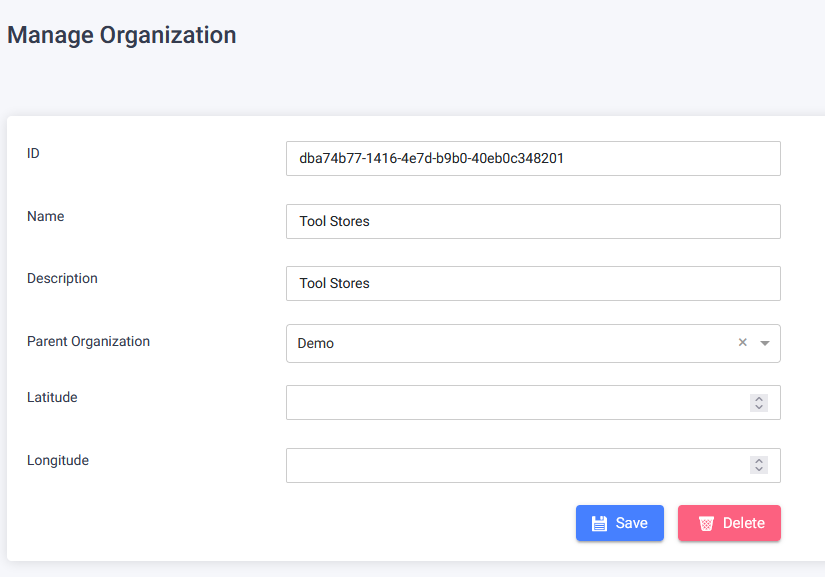 Manage Organization
ID
dba74b77-1416-4e7d-b9b0-40eb0c348201
Name
Tool Stores
Description
Tool Stores
Parent Organization
Demo
Latitude
Longitude
Save
Delete